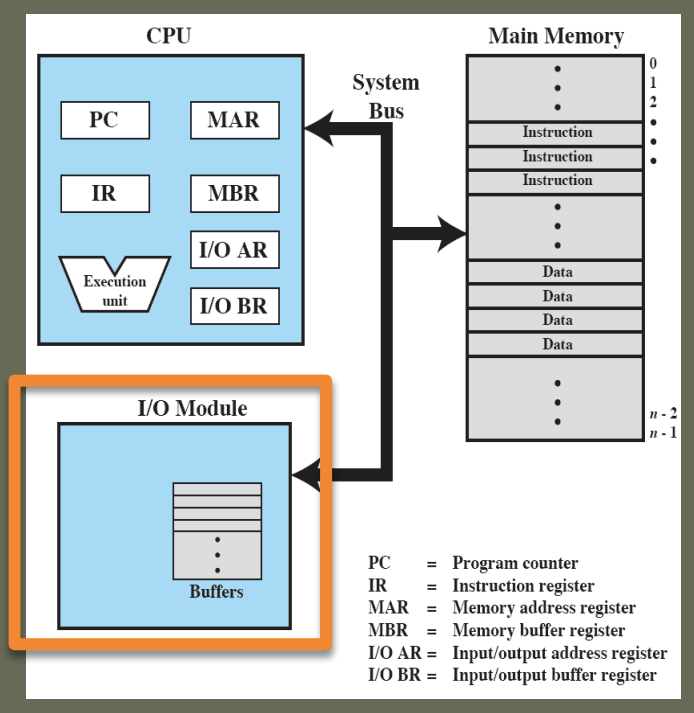 CPU
PC
MAR
IR
MBR
I/O AR
Execution
unit
I/O BR
System
Bus
Main Memory
0
1
2
Instruction
Instruction
Instruction
Data
Data
Data
Data
n - 2
n - 1
I/O Module
Buffers
PC = Program counter
IR = Instruction register
MAR = Memory address register
MBR = Memory buffer register
I/O AR = Input/output address register
I/O BR = Input/output buffer register